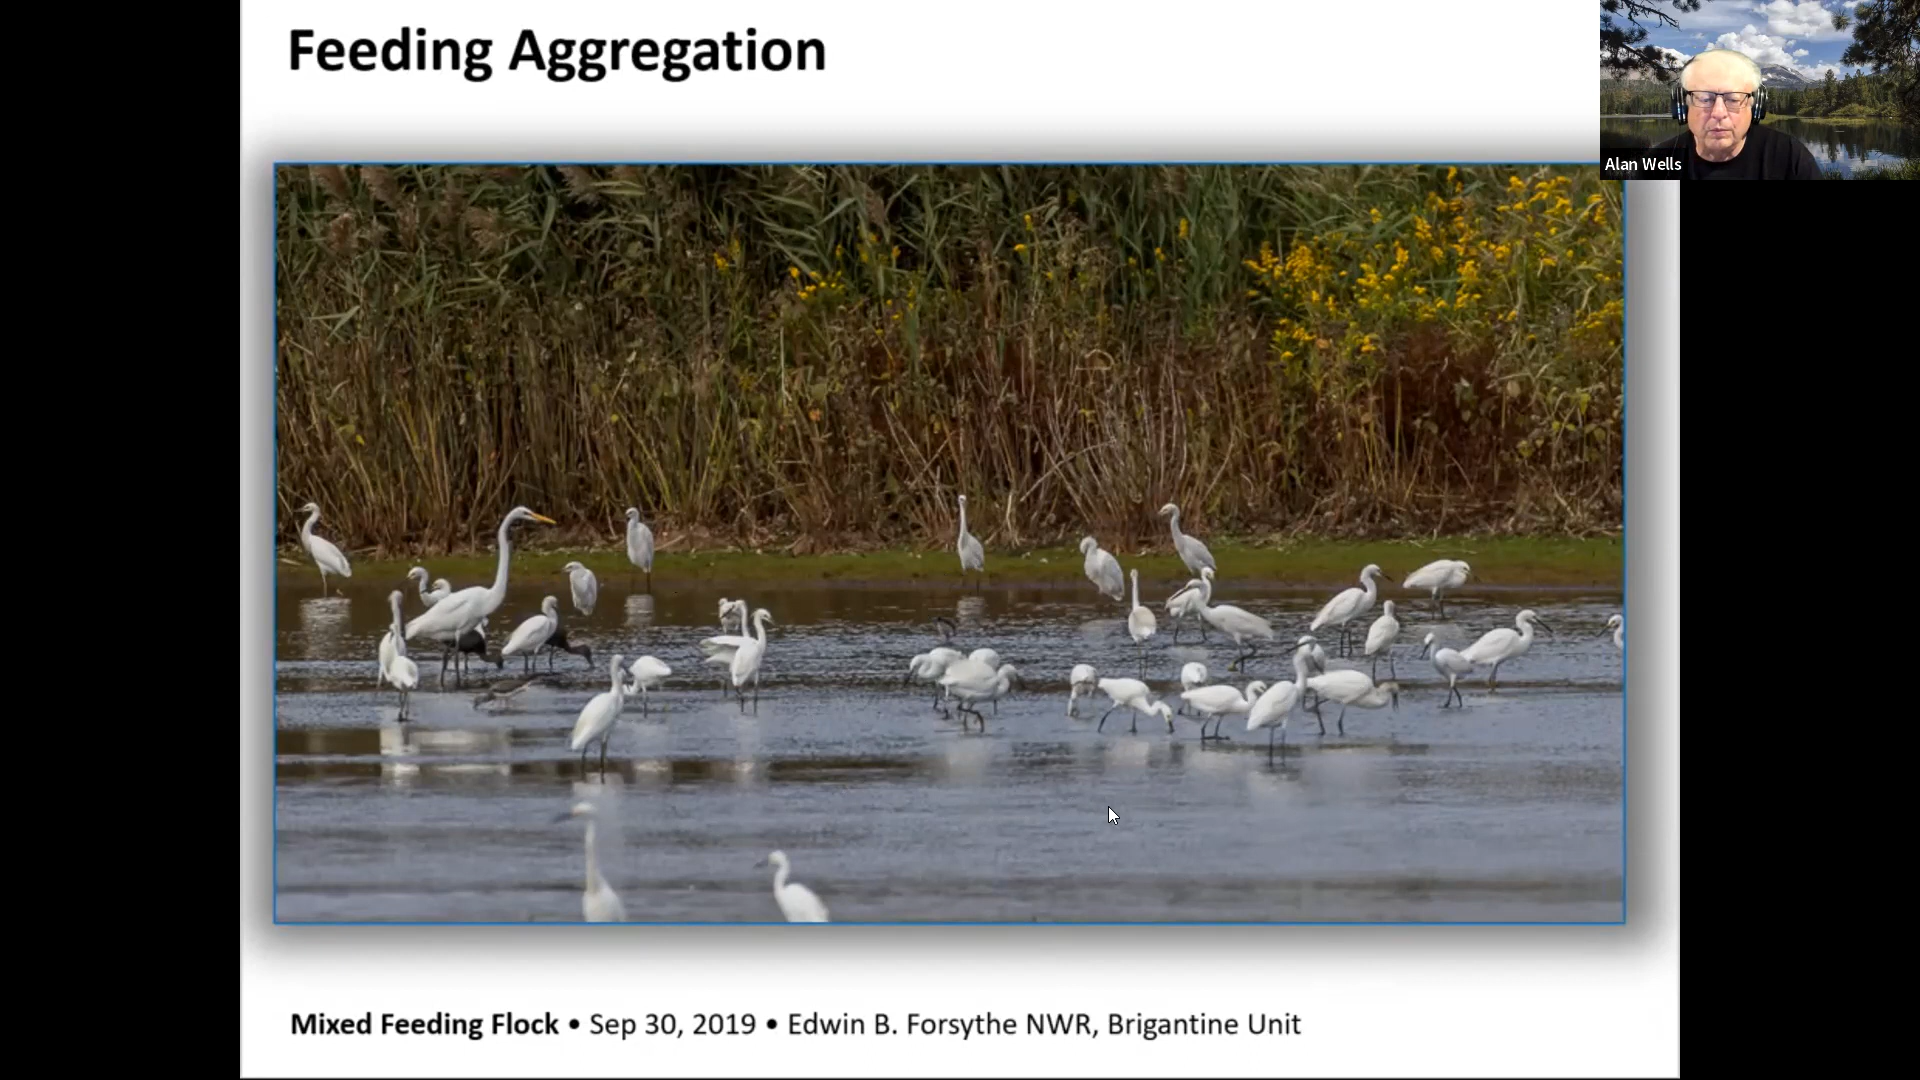 Feeding Aggregation
Alan Wells
Mixed Feeding Flock • Sep 30, 2019 • Edwin B. Forsythe NWR, Brigantine Unit